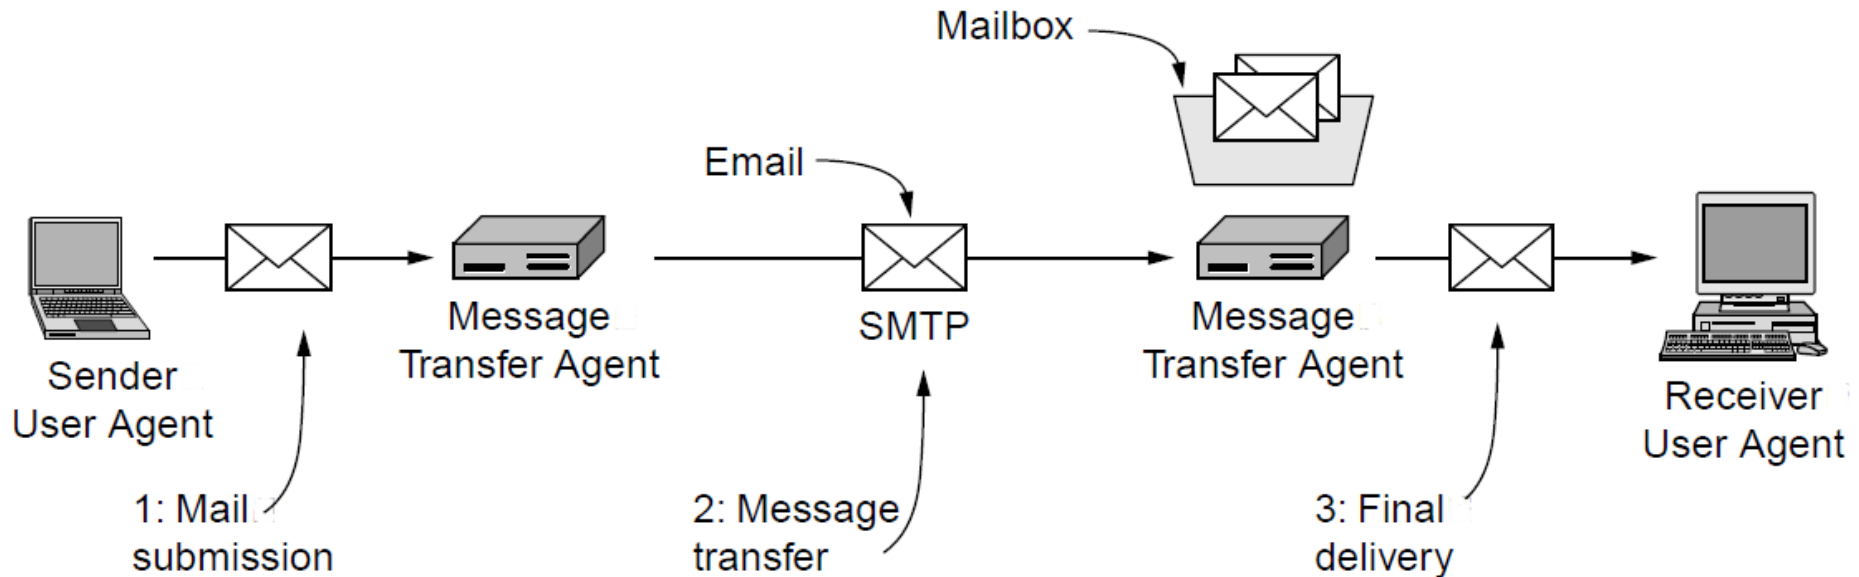 Mailbox
Email
Message
Transfer Agent
SMTP
Message
Transfer Agent
Sender
User Agent
Receiver
User Agent
1: Mail
submission
2: Message
transfer
3: Final
delivery